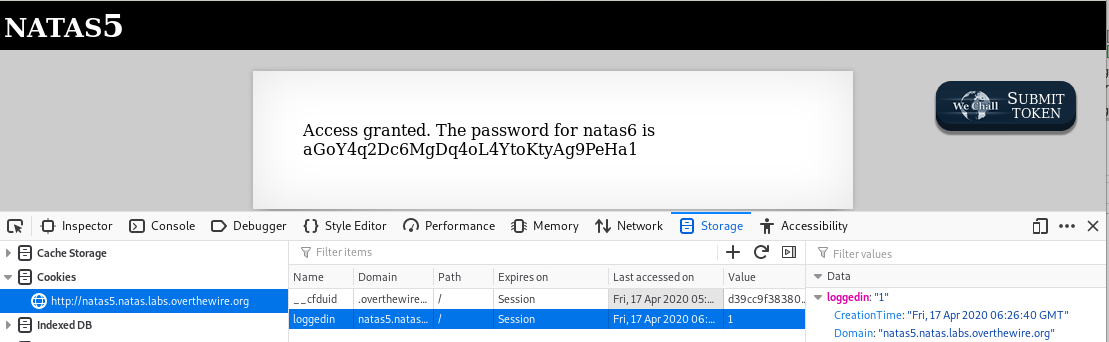 NATAS5
We Chall
SUBMIT
TOKEN
Access granted. The password for natas6 is
aGoY4q2Dc6MgDq4oL4YtoKtyAg9PeHa1
Inspector Console Debugger Style Editor Performance Memory Network Storage Accessibility
Cache Storage
Cookies
http://natas5.natas.labs.overthewire.org
Indexed DB
Filter items
Name Domain Path Expires on Last accessed on Value
__cfduid .overthewire... / Session Fri, 17 Apr 2020 05:... d39cc9f38380...
loggedin natas5.natas... / Session Fri, 17 Apr 2020 06:... 1
Filter values
Data
loggedin: "1"
CreationTime: "Fri, 17 Apr 2020 06:26:40 GMT"
Domain: "natas5.natas.labs.overthewire.org"